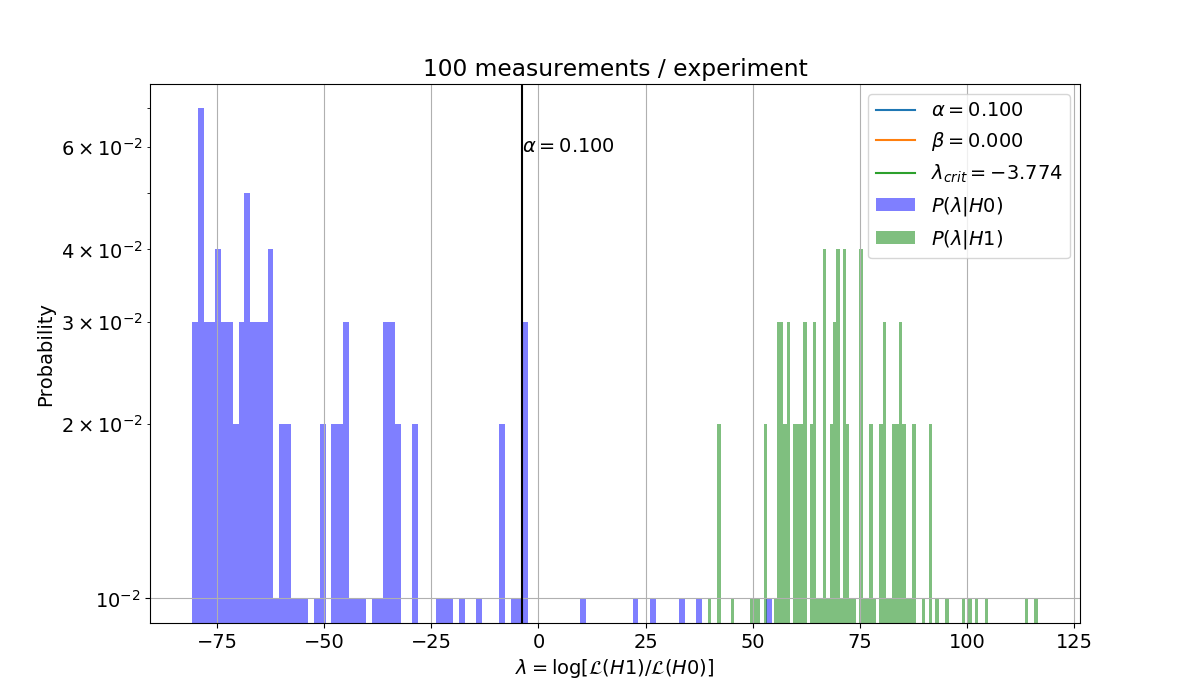 100 measurements / experiment
α = 0.100
β = 0.000
λ_crit = −3.774
P(λ|H0)
P(λ|H1)
α = 0.100
6 × 10⁻²
4 × 10⁻²
3 × 10⁻²
2 × 10⁻²
10⁻²
Probability
−75 −50 −25 0 25 50 75 100 125
λ = log[ℒ(H1)/ℒ(H0)]